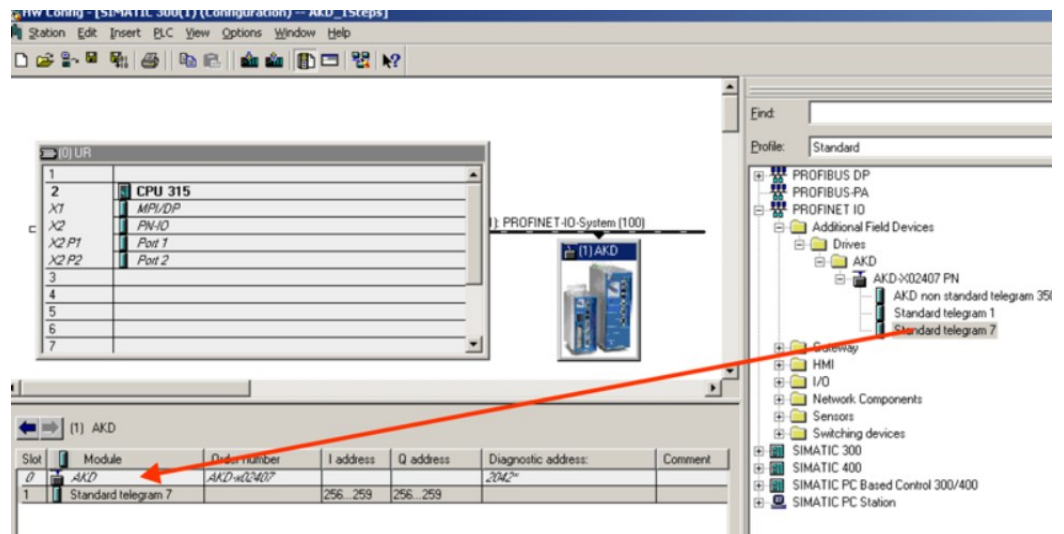 HW Config - [SIMATIC 300(1) (Configuration) -- AKD_1Steps]
Station Edit Insert PLC View Options Window Help
(0) UR
1
2 CPU 315
X1 MPI/DP
X2 PN-IO
X2 P1 Port 1
X2 P2 Port 2
3
4
5
6
7
): PROFINET-IO-System (100)
(1) AKD
Find:
Profile: Standard
PROFIBUS DP
PROFIBUS-PA
PROFINET IO
Additional Field Devices
Drives
AKD
AKD-X02407 PN
AKD non standard telegram 350
Standard telegram 1
Standard telegram 7
Gateway
HMI
I/O
Network Components
Sensors
Switching devices
SIMATIC 300
SIMATIC 400
SIMATIC PC Based Control 300/400
SIMATIC PC Station
(1) AKD
Slot Module Order number I address Q address Diagnostic address: Comment
0 AKD AKD-x02407 2042*
1 Standard telegram 7 256...259 256...259